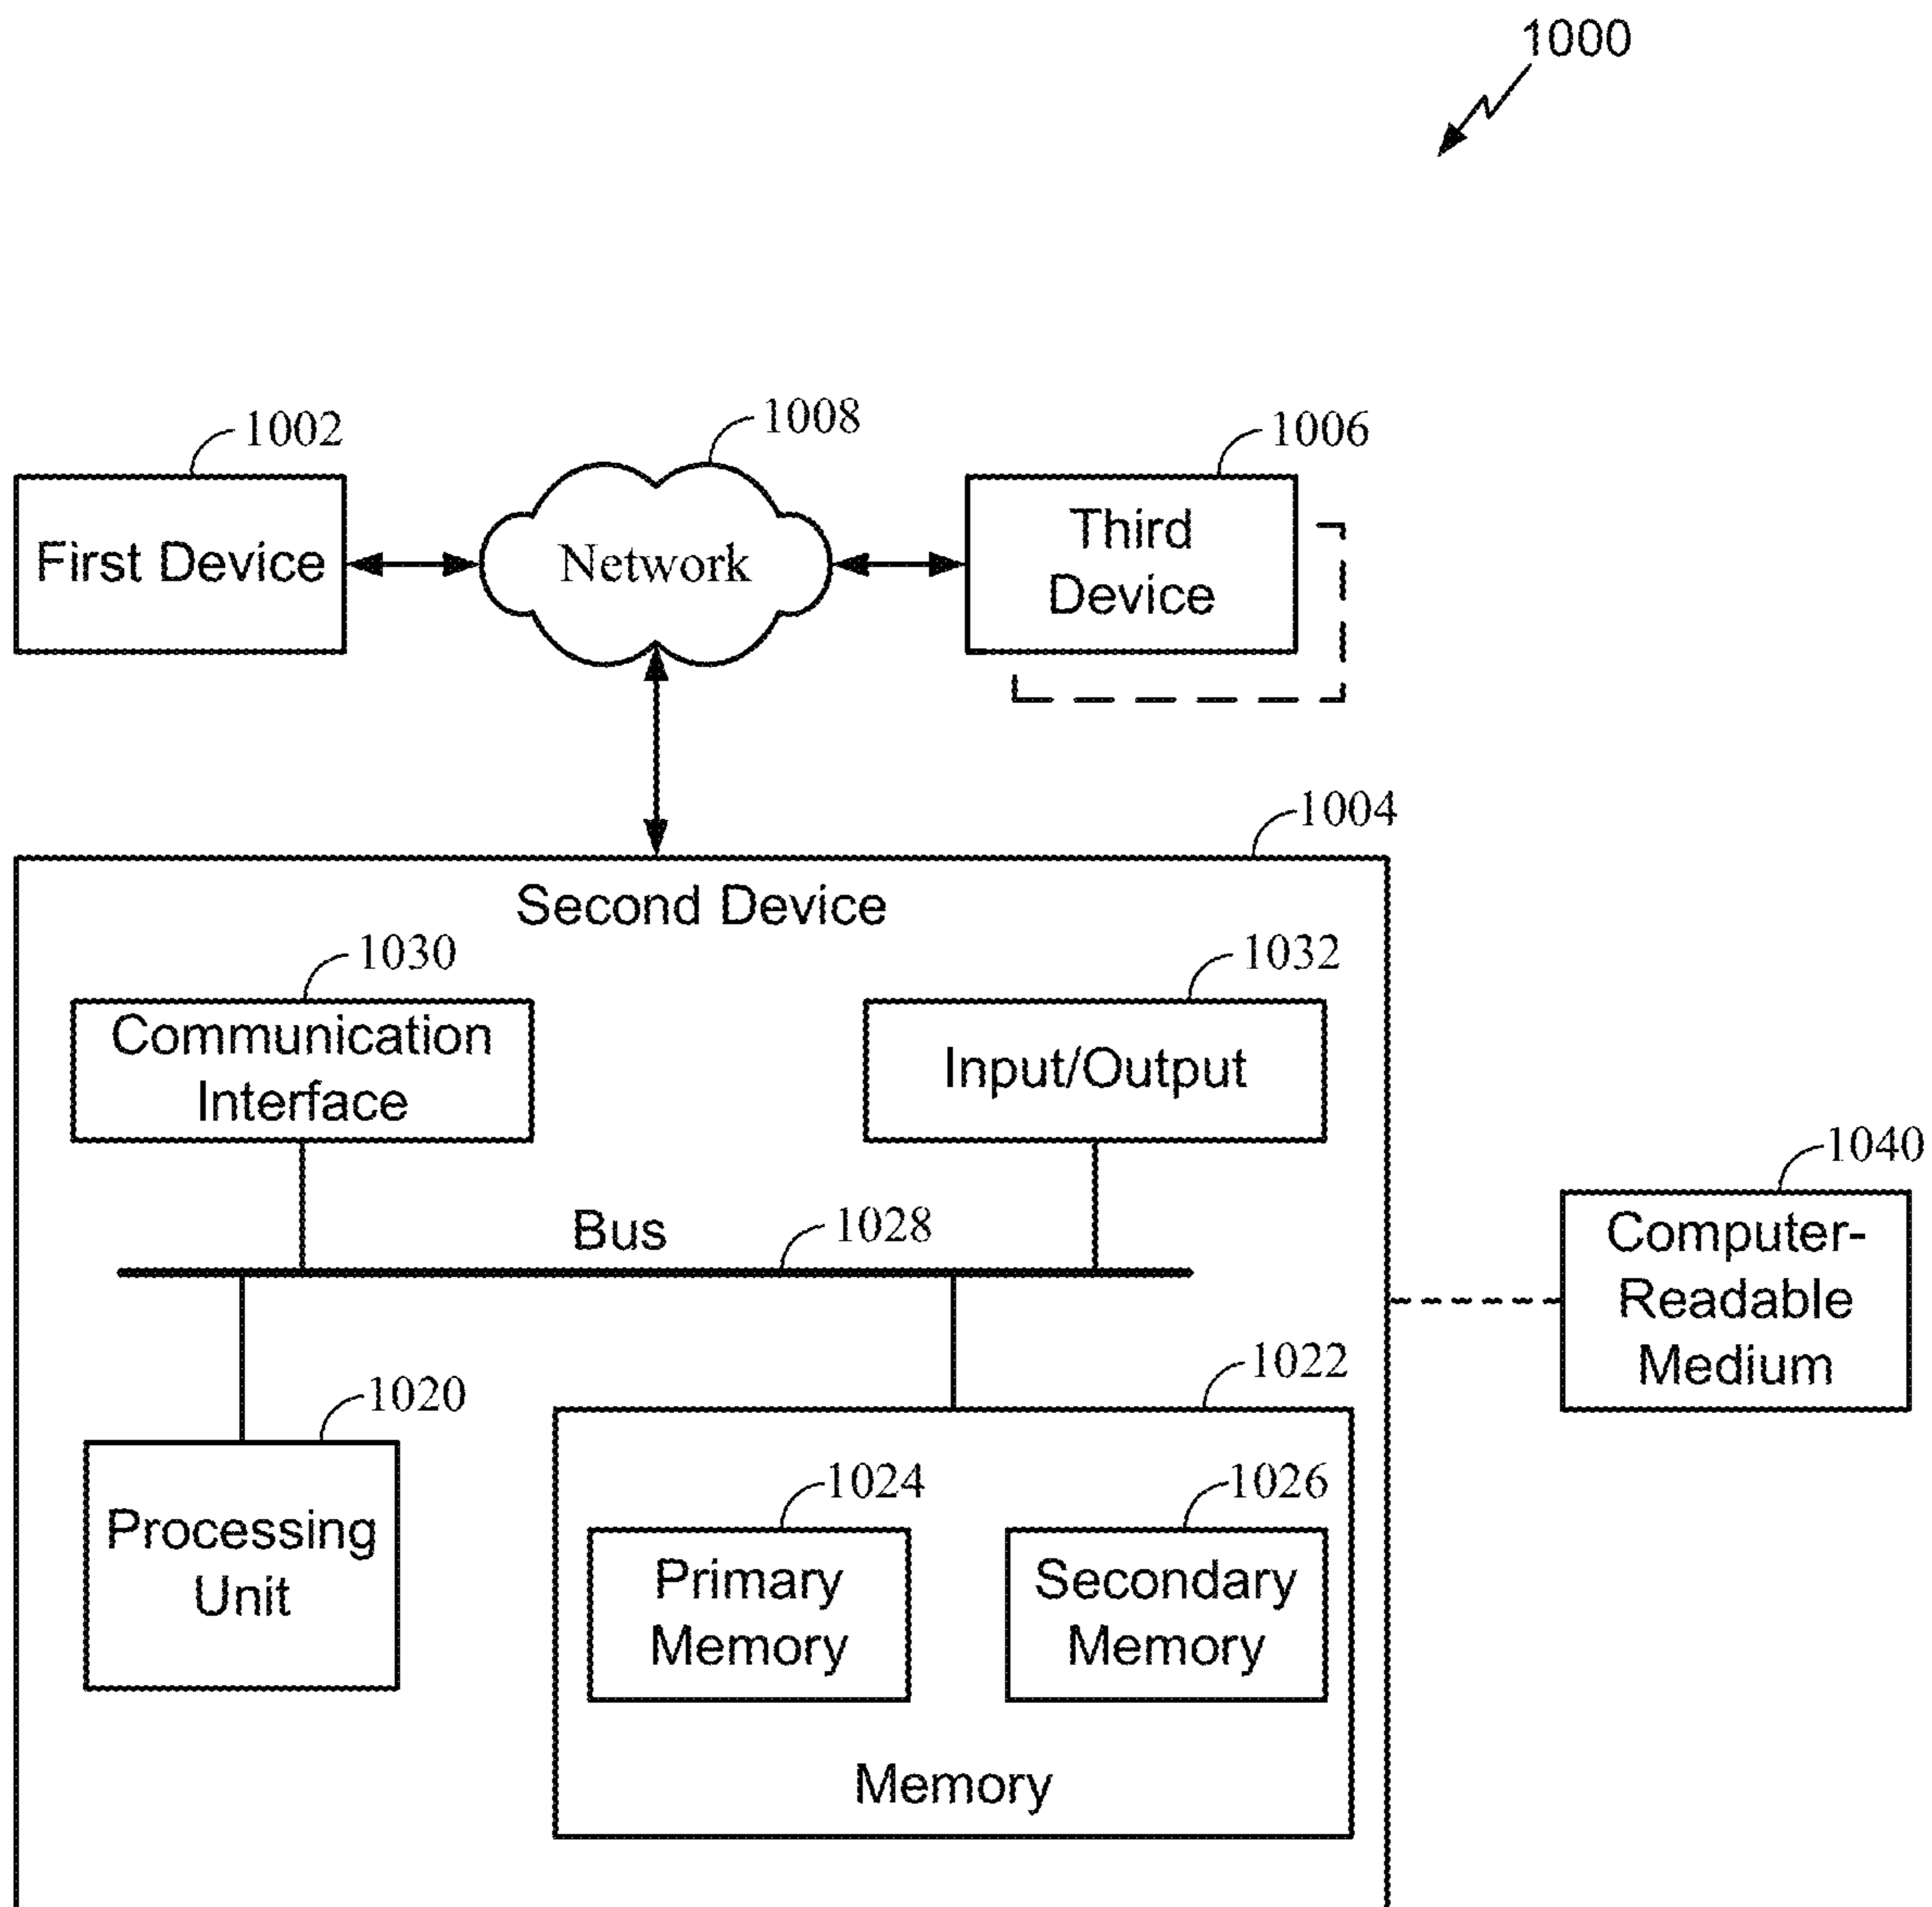 1000
1002
1008
1006
First Device
Network
Third
Device
1004
Second Device
1030
1032
Communication
Interface
Input/Output
1040
Computer-
Readable
Medium
Bus
1028
1022
1020
Processing
Unit
1024
1026
Primary
Memory
Secondary
Memory
Memory